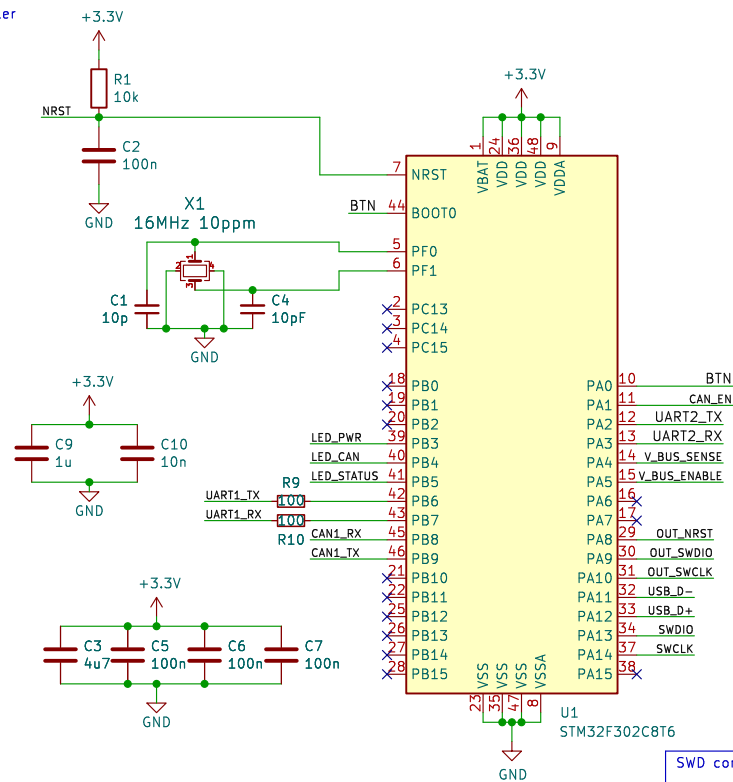 er
+3.3V
R1
10k
NRST
C2
100n
GND
X1
16MHz 10ppm
1
2
4
3
C1
10p
C4
10pF
GND
+3.3V
C9
1u
C10
10n
GND
+3.3V
C3
4u7
C5
100n
C6
100n
C7
100n
GND
+3.3V
1
24
36
48
9
VBAT
VDD
VDD
VDD
VDDA
7 NRST
BTN 44 BOOT0
5 PF0
6 PF1
2 PC13
3 PC14
4 PC15
18 PB0
19 PB1
20 PB2
LED_PWR 39 PB3
LED_CAN 40 PB4
LED_STATUS 41 PB5
R9
UART1_TX 100 42 PB6
UART1_RX 100 43 PB7
R10
CAN1_RX 45 PB8
CAN1_TX 46 PB9
21 PB10
22 PB11
25 PB12
26 PB13
27 PB14
28 PB15
PA0 10 BTN
PA1 11 CAN_EN
PA2 12 UART2_TX
PA3 13 UART2_RX
PA4 14 V_BUS_SENSE
PA5 15 V_BUS_ENABLE
PA6 16
PA7 17
PA8 29 OUT_NRST
PA9 30 OUT_SWDIO
PA10 31 OUT_SWCLK
PA11 32 USB_D-
PA12 33 USB_D+
PA13 34 SWDIO
PA14 37 SWCLK
PA15 38
VSS
VSS
VSS
VSSA
23
35
47
8
U1
STM32F302C8T6
GND
SWD con